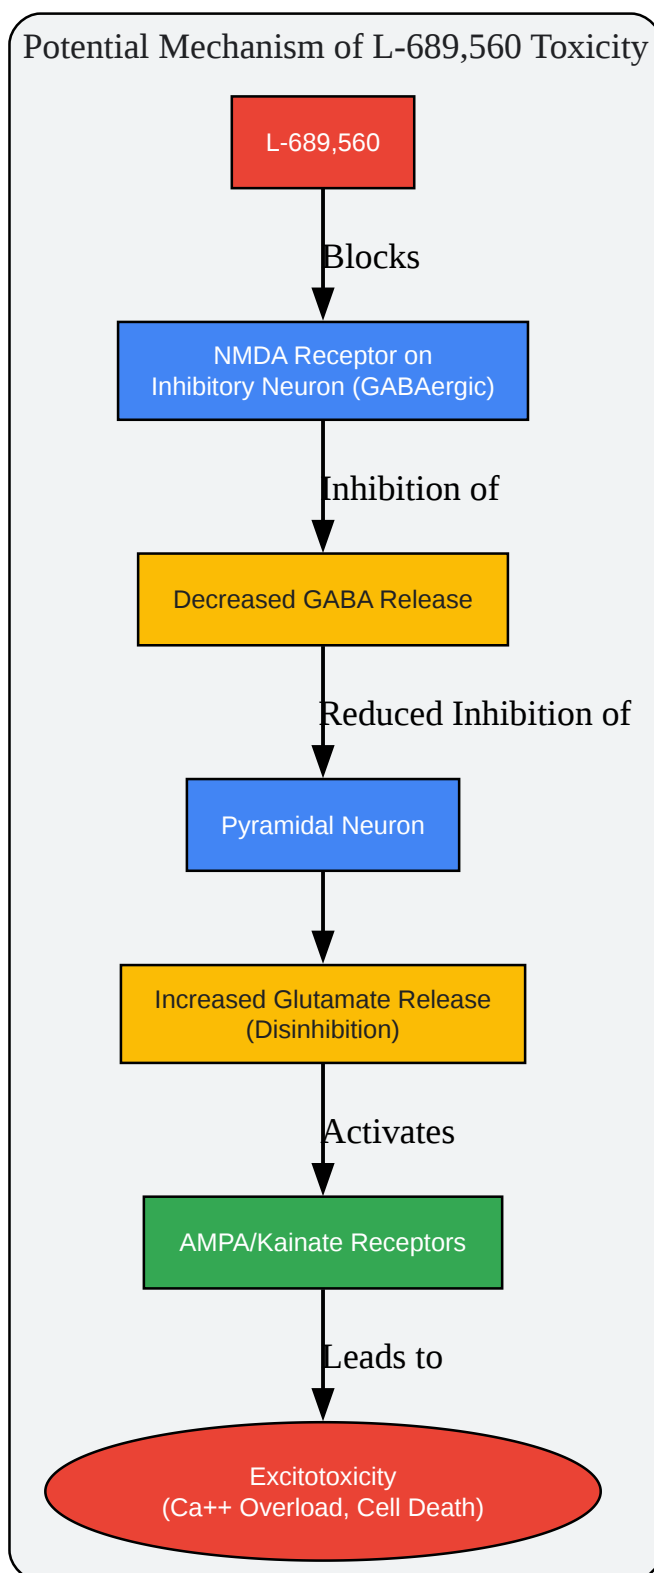 Potential Mechanism of L-689,560 Toxicity
L-689,560
Blocks
NMDA Receptor on
Inhibitory Neuron (GABAergic)
Inhibition of
Decreased GABA Release
Reduced Inhibition of
Pyramidal Neuron
Increased Glutamate Release
(Disinhibition)
Activates
AMPA/Kainate Receptors
Leads to
Excitotoxicity
(Ca++ Overload, Cell Death)